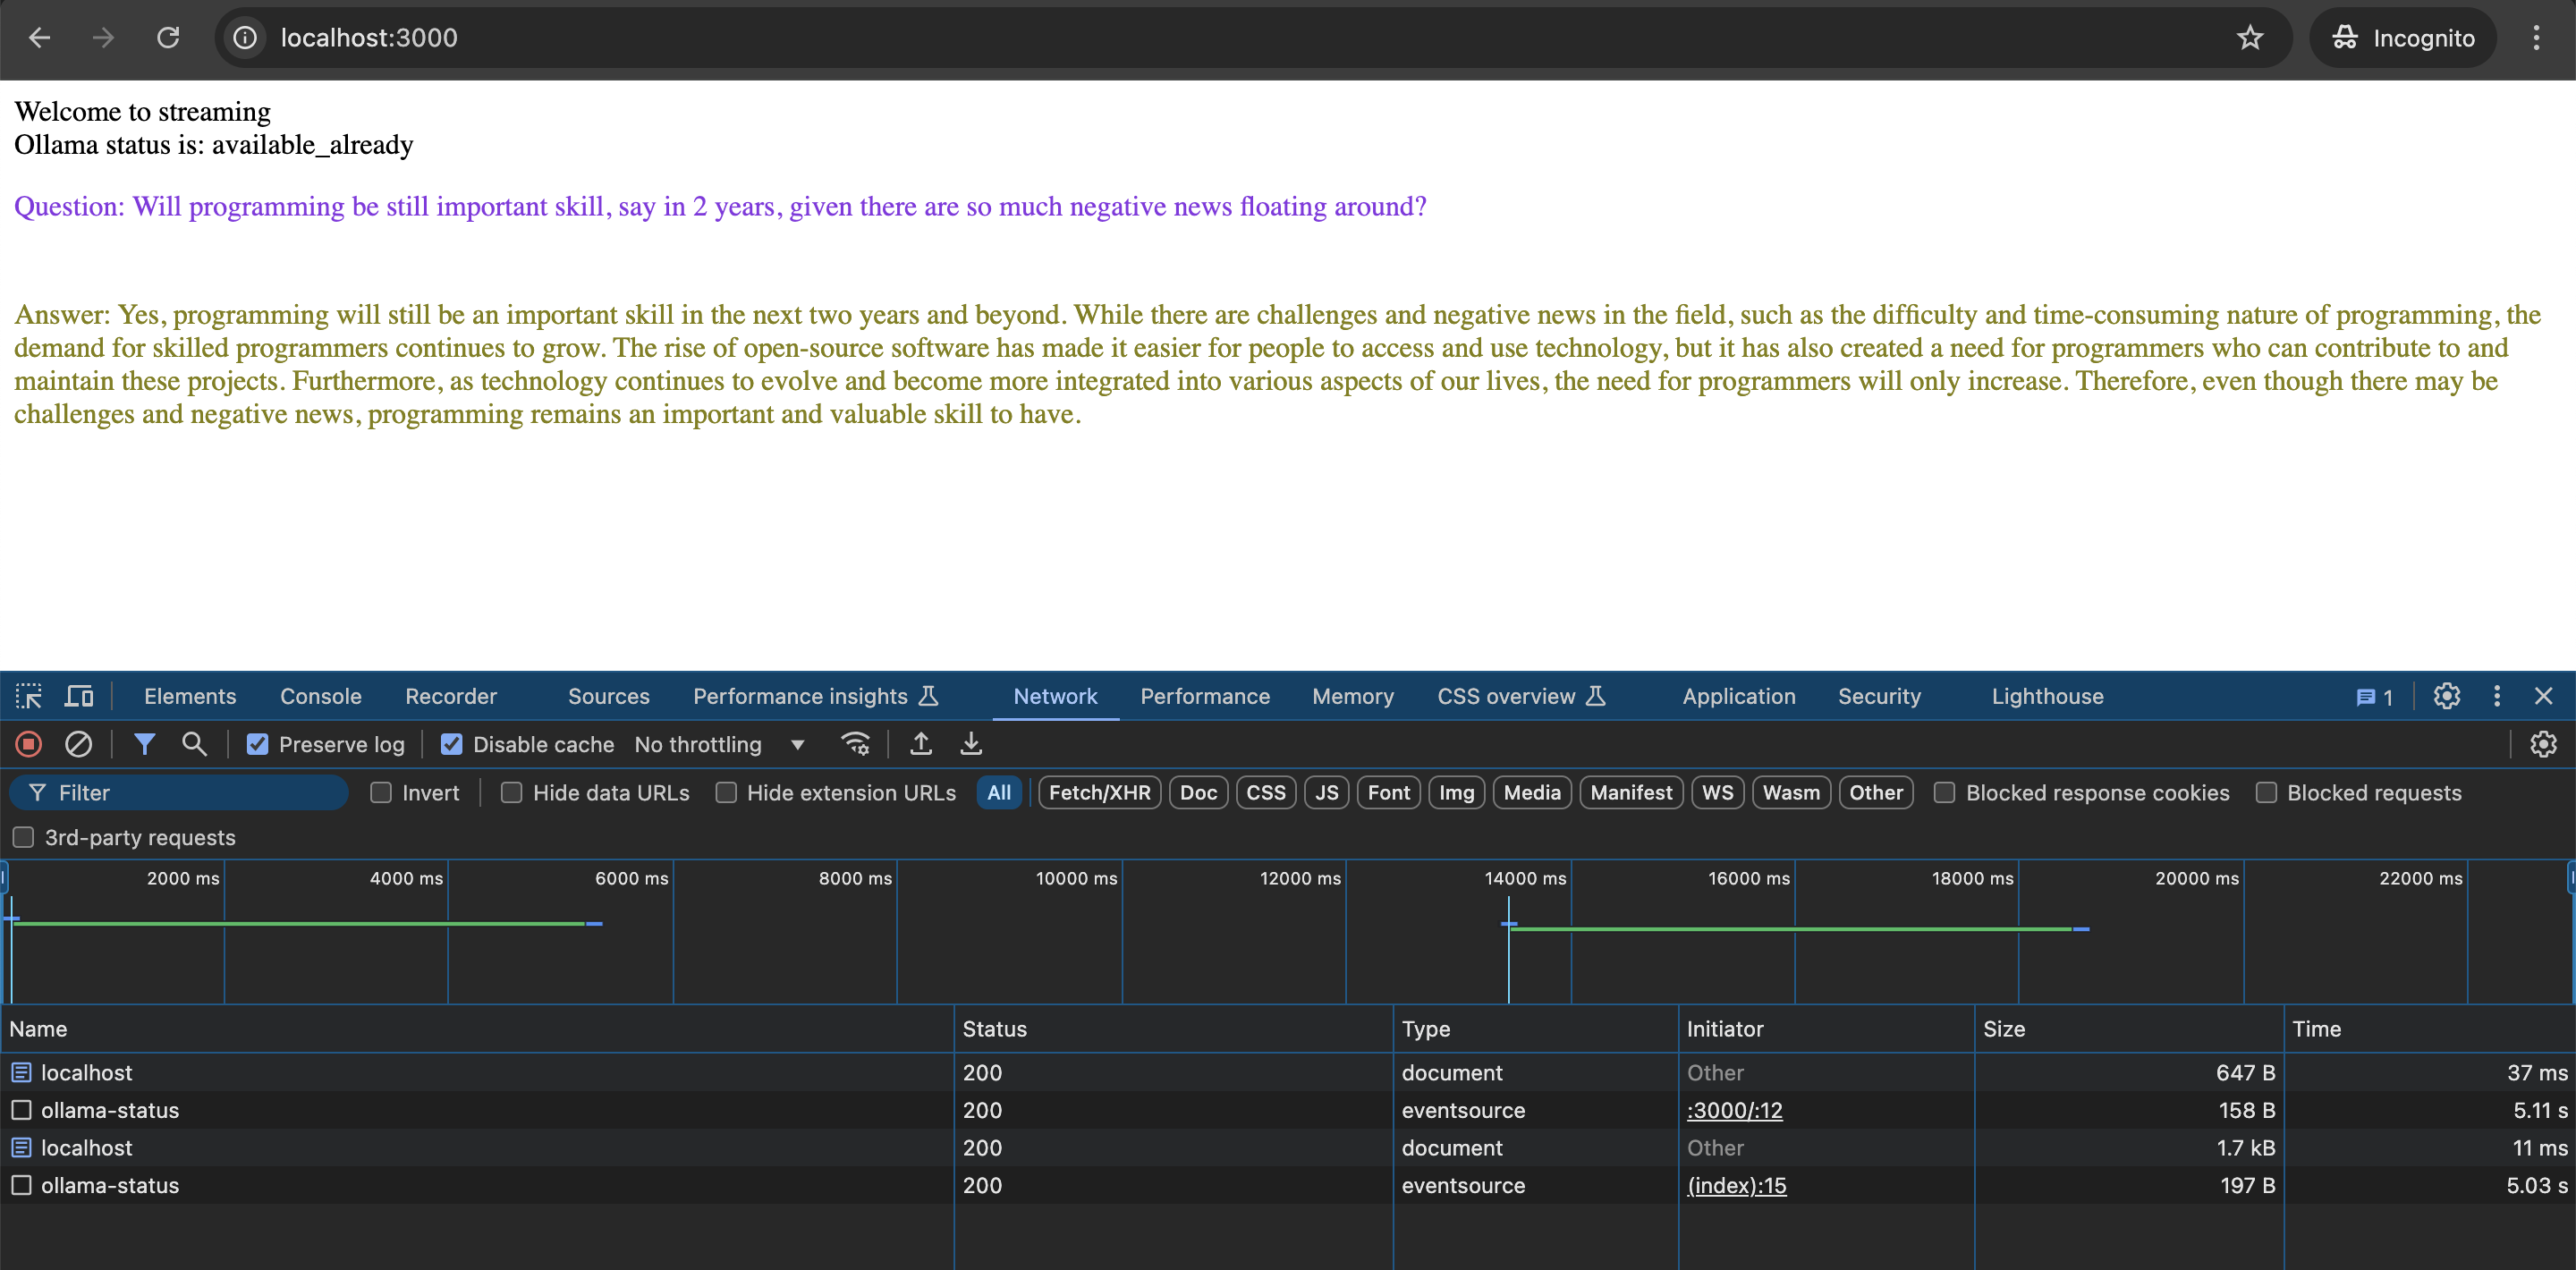 localhost:3000
Incognito
Welcome to streaming
Ollama status is: available_already
Question: Will programming be still important skill, say in 2 years, given there are so much negative news floating around?
Answer: Yes, programming will still be an important skill in the next two years and beyond. While there are challenges and negative news in the field, such as the difficulty and time-consuming nature of programming, the
demand for skilled programmers continues to grow. The rise of open-source software has made it easier for people to access and use technology, but it has also created a need for programmers who can contribute to and
maintain these projects. Furthermore, as technology continues to evolve and become more integrated into various aspects of our lives, the need for programmers will only increase. Therefore, even though there may be
challenges and negative news, programming remains an important and valuable skill to have.
Elements Console Recorder Sources Performance insights Network Performance Memory CSS overview Application Security Lighthouse 1
Preserve log Disable cache No throttling
Filter Invert Hide data URLs Hide extension URLs All Fetch/XHR Doc CSS JS Font Img Media Manifest WS Wasm Other Blocked response cookies Blocked requests
3rd-party requests
2000 ms 4000 ms 6000 ms 8000 ms 10000 ms 12000 ms 14000 ms 16000 ms 18000 ms 20000 ms 22000 ms
Name Status Type Initiator Size Time
localhost 200 document Other 647 B 37 ms
ollama-status 200 eventsource :3000/:12 158 B 5.11 s
localhost 200 document Other 1.7 kB 11 ms
ollama-status 200 eventsource (index):15 197 B 5.03 s